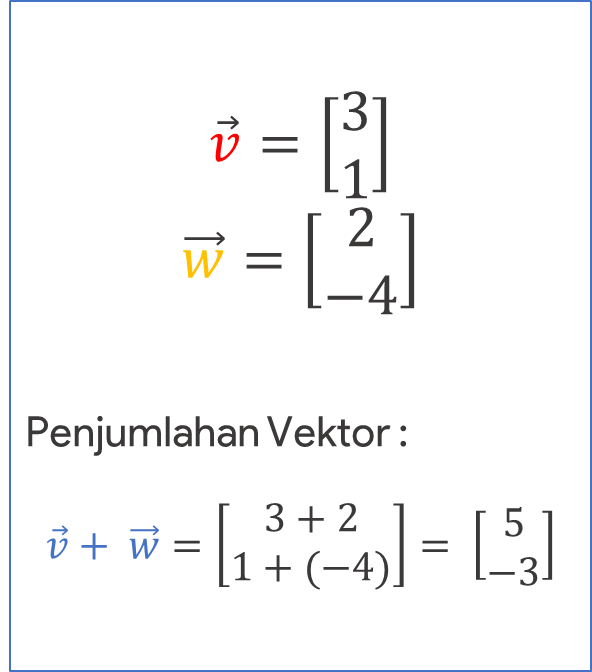 v⃗ = [3
1]
w⃗ = [2
−4]
Penjumlahan Vektor :
v⃗ + w⃗ = [3 + 2
1 + (−4)] = [5
−3]